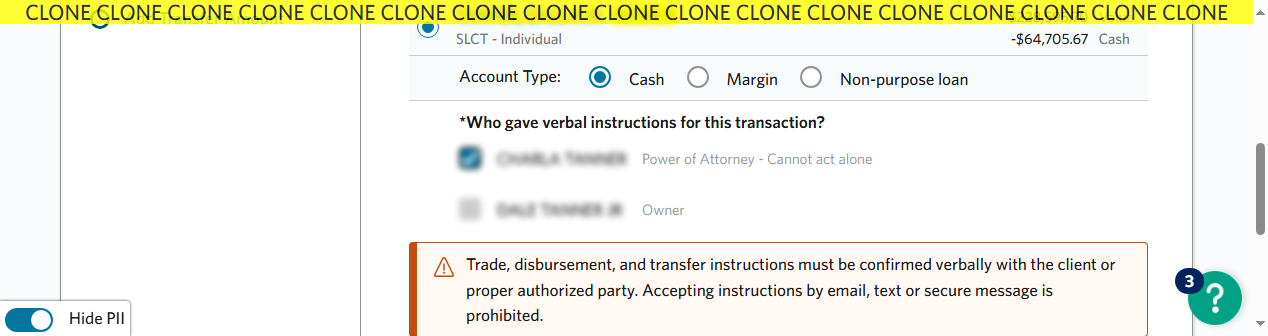 CLONE CLONE CLONE CLONE CLONE CLONE CLONE CLONE CLONE CLONE CLONE CLONE CLONE CLONE CLONE CLONE CLONE
SLCT - Individual
-$64,705.67 Cash
Account Type: Cash Margin Non-purpose loan
*Who gave verbal instructions for this transaction?
Power of Attorney - Cannot act alone
Owner
Trade, disbursement, and transfer instructions must be confirmed verbally with the client or
proper authorized party. Accepting instructions by email, text or secure message is
prohibited.
3
?
Hide PII